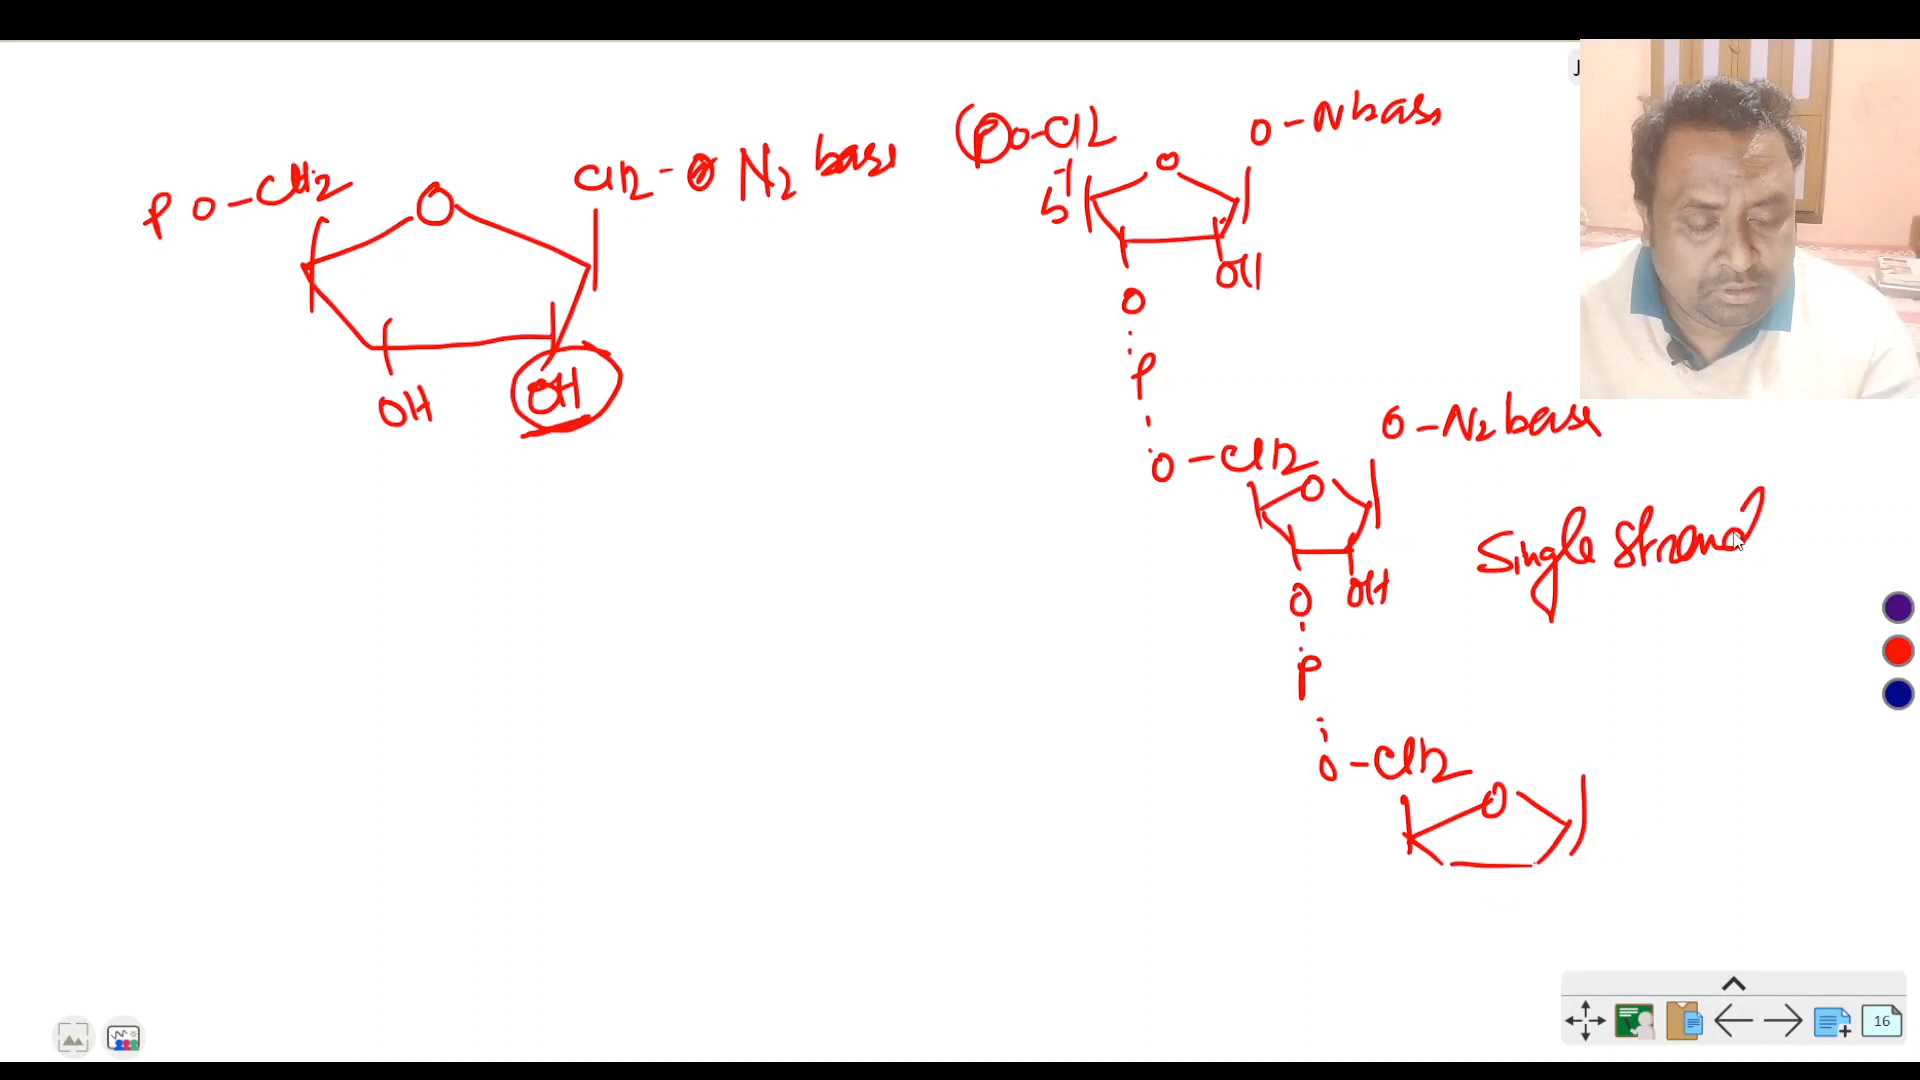 P O-CH2
O
CH2-O N2 base
OH
OH
P O-CH2
5'
O
O-N base
OH
O
P
O-CH2
O
O-N2 base
OH
O
P
O-CH2
O
Single strand
J
16